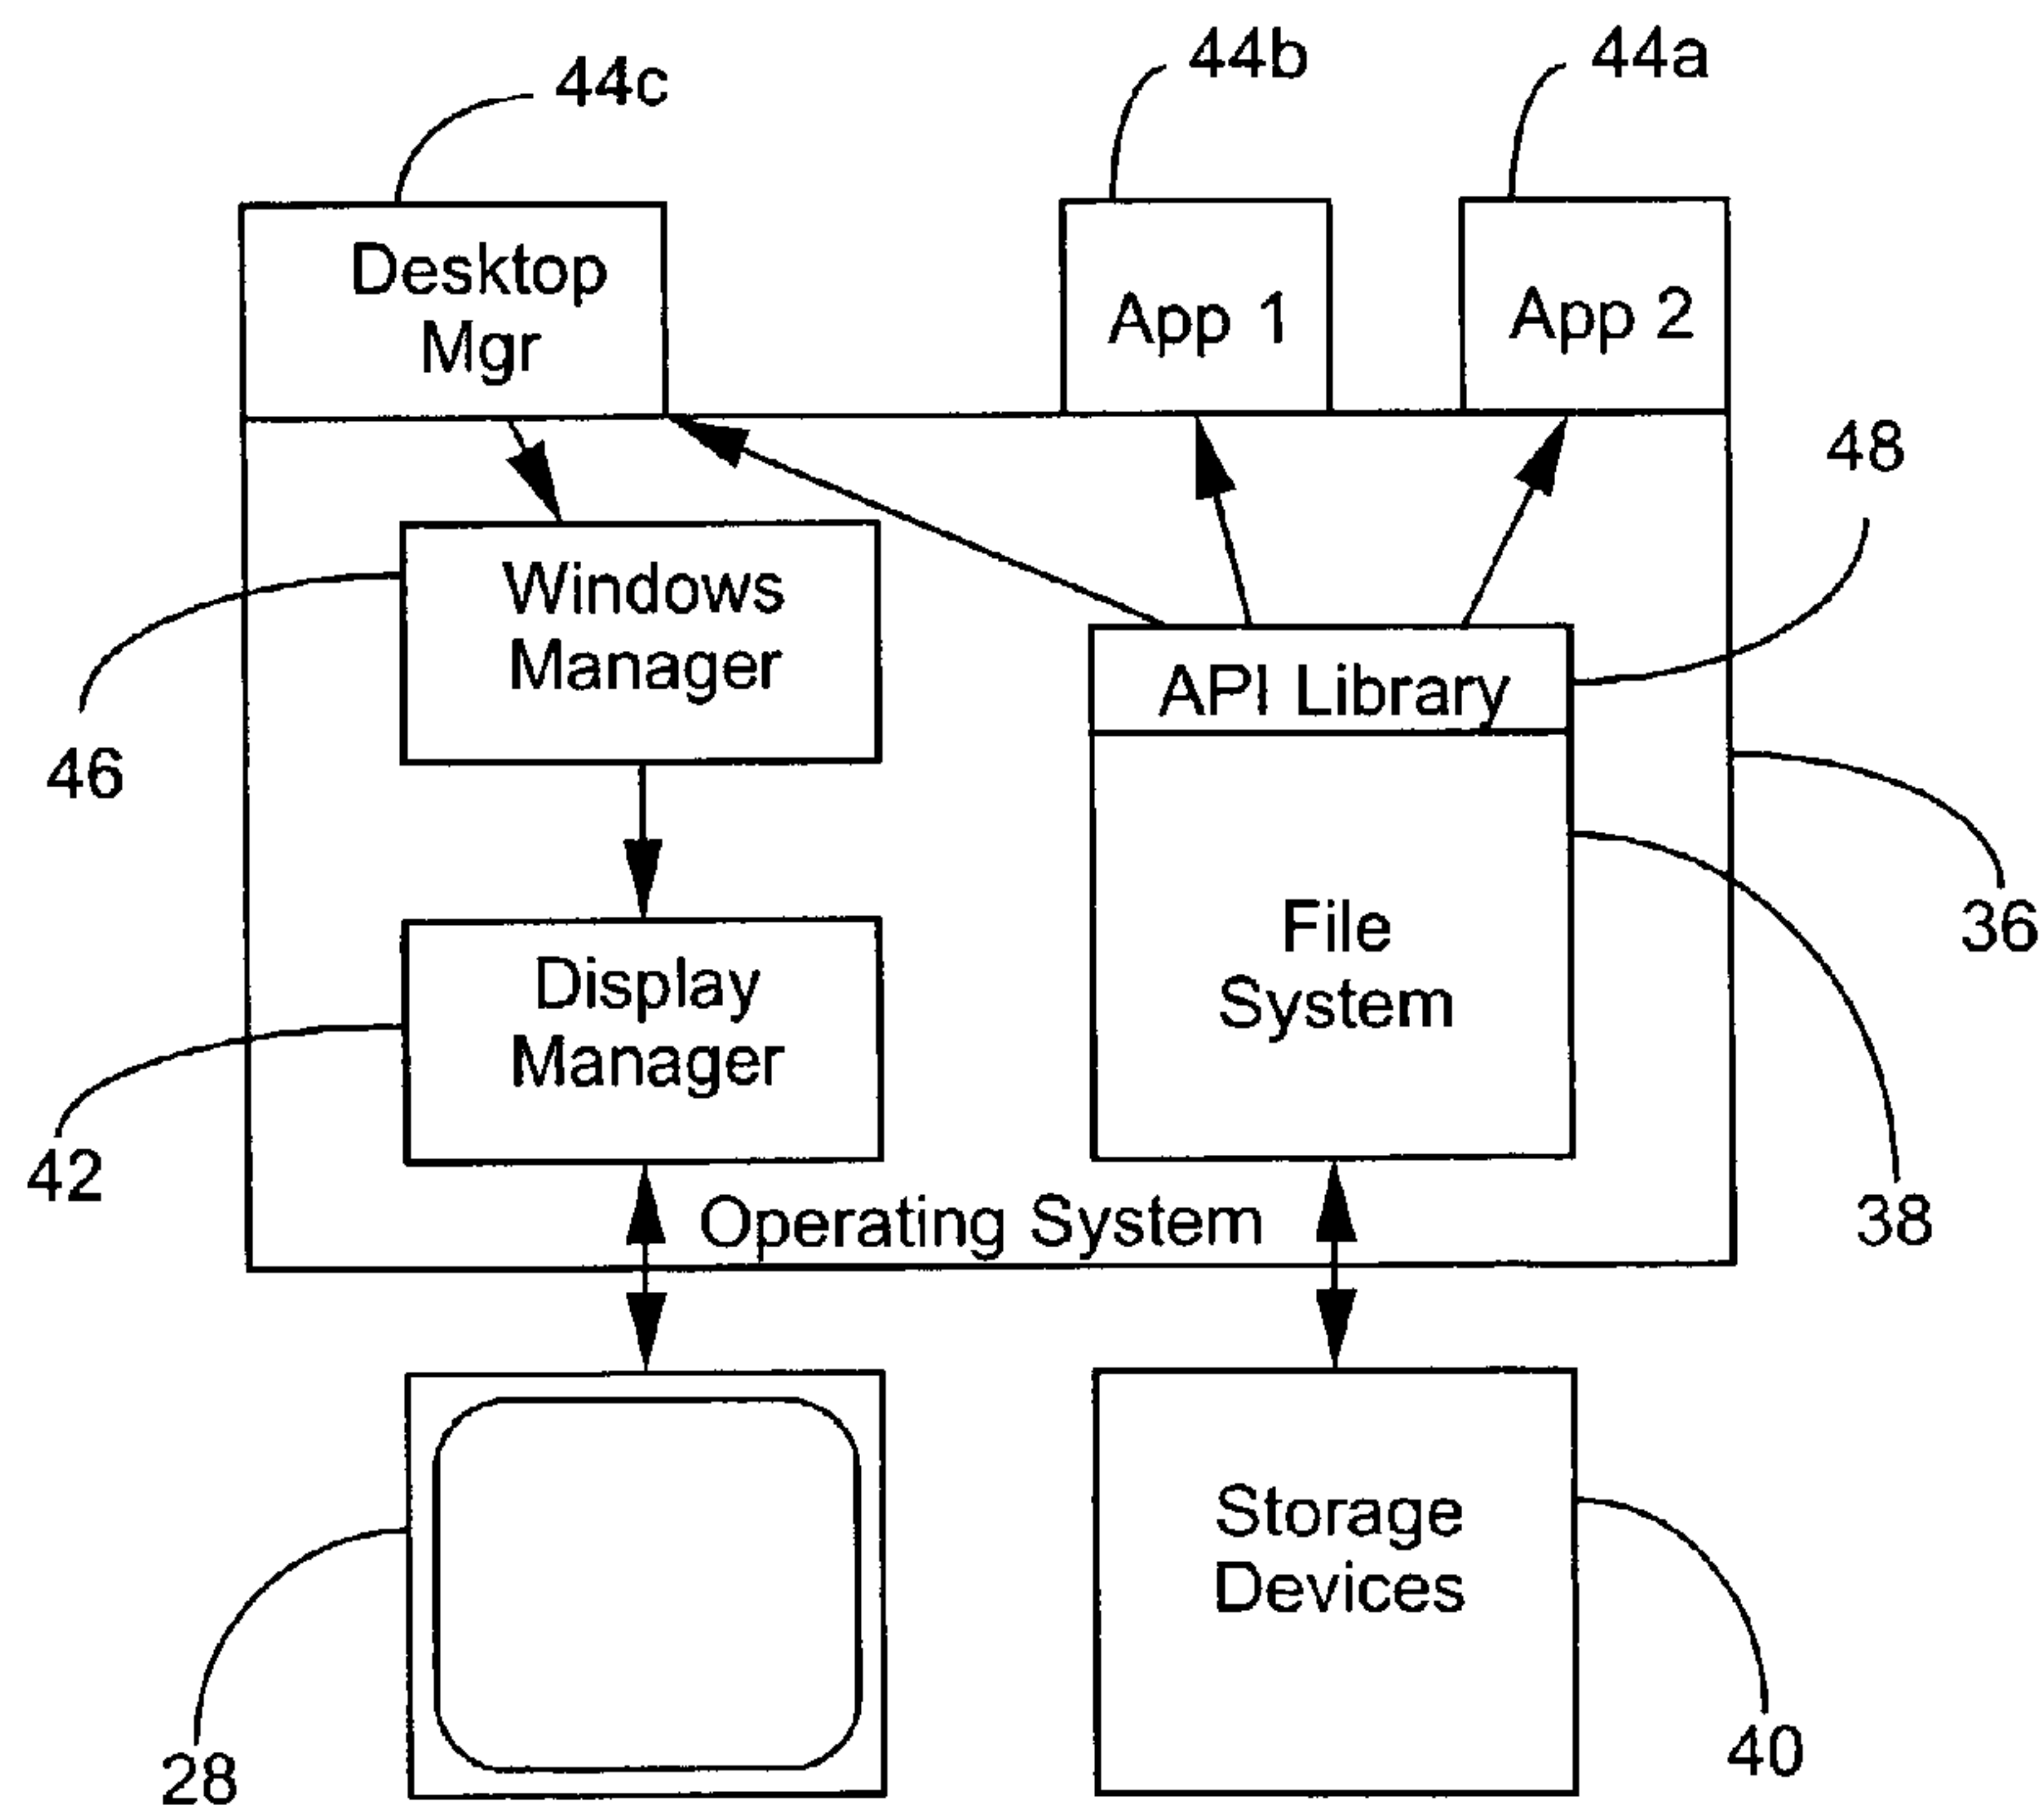 44c
44b
44a
Desktop
Mgr
App 1
App 2
48
Windows
Manager
API Library
46
36
File
System
Display
Manager
42
38
Operating System
Storage
Devices
28
40